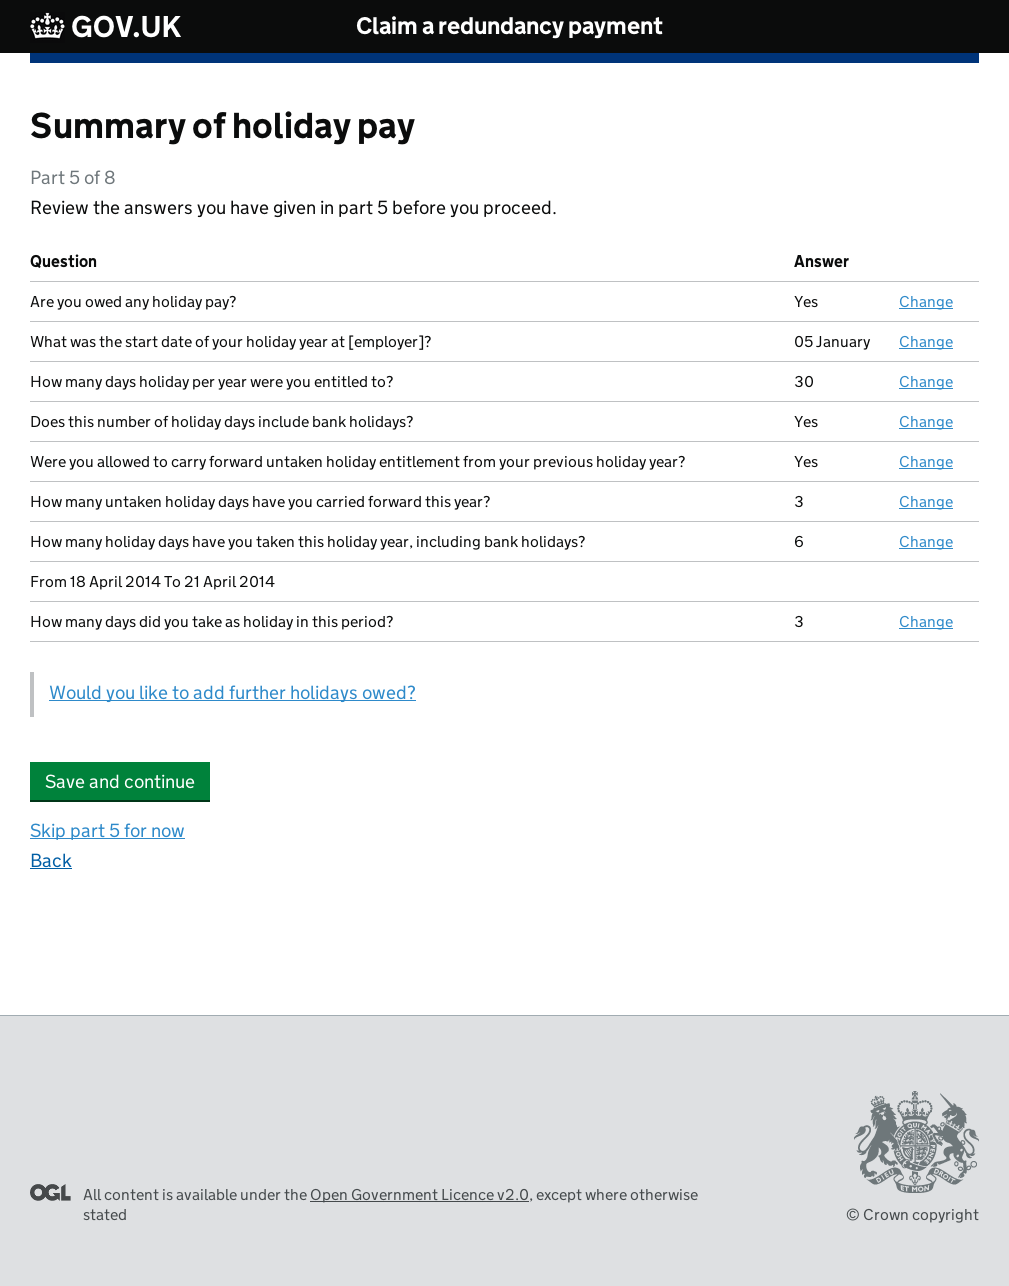 GOV.UK Claim a redundancy payment
Summary of holiday pay
Part 5 of 8
Review the answers you have given in part 5 before you proceed.
Question Answer
Are you owed any holiday pay? Yes Change
What was the start date of your holiday year at [employer]? 05 January Change
How many days holiday per year were you entitled to? 30 Change
Does this number of holiday days include bank holidays? Yes Change
Were you allowed to carry forward untaken holiday entitlement from your previous holiday year? Yes Change
How many untaken holiday days have you carried forward this year? 3 Change
How many holiday days have you taken this holiday year, including bank holidays? 6 Change
From 18 April 2014 To 21 April 2014
How many days did you take as holiday in this period? 3 Change
Would you like to add further holidays owed?
Save and continue
Skip part 5 for now
Back
OGL All content is available under the Open Government Licence v2.0, except where otherwise
stated
DIEU ET MON DROIT
© Crown copyright